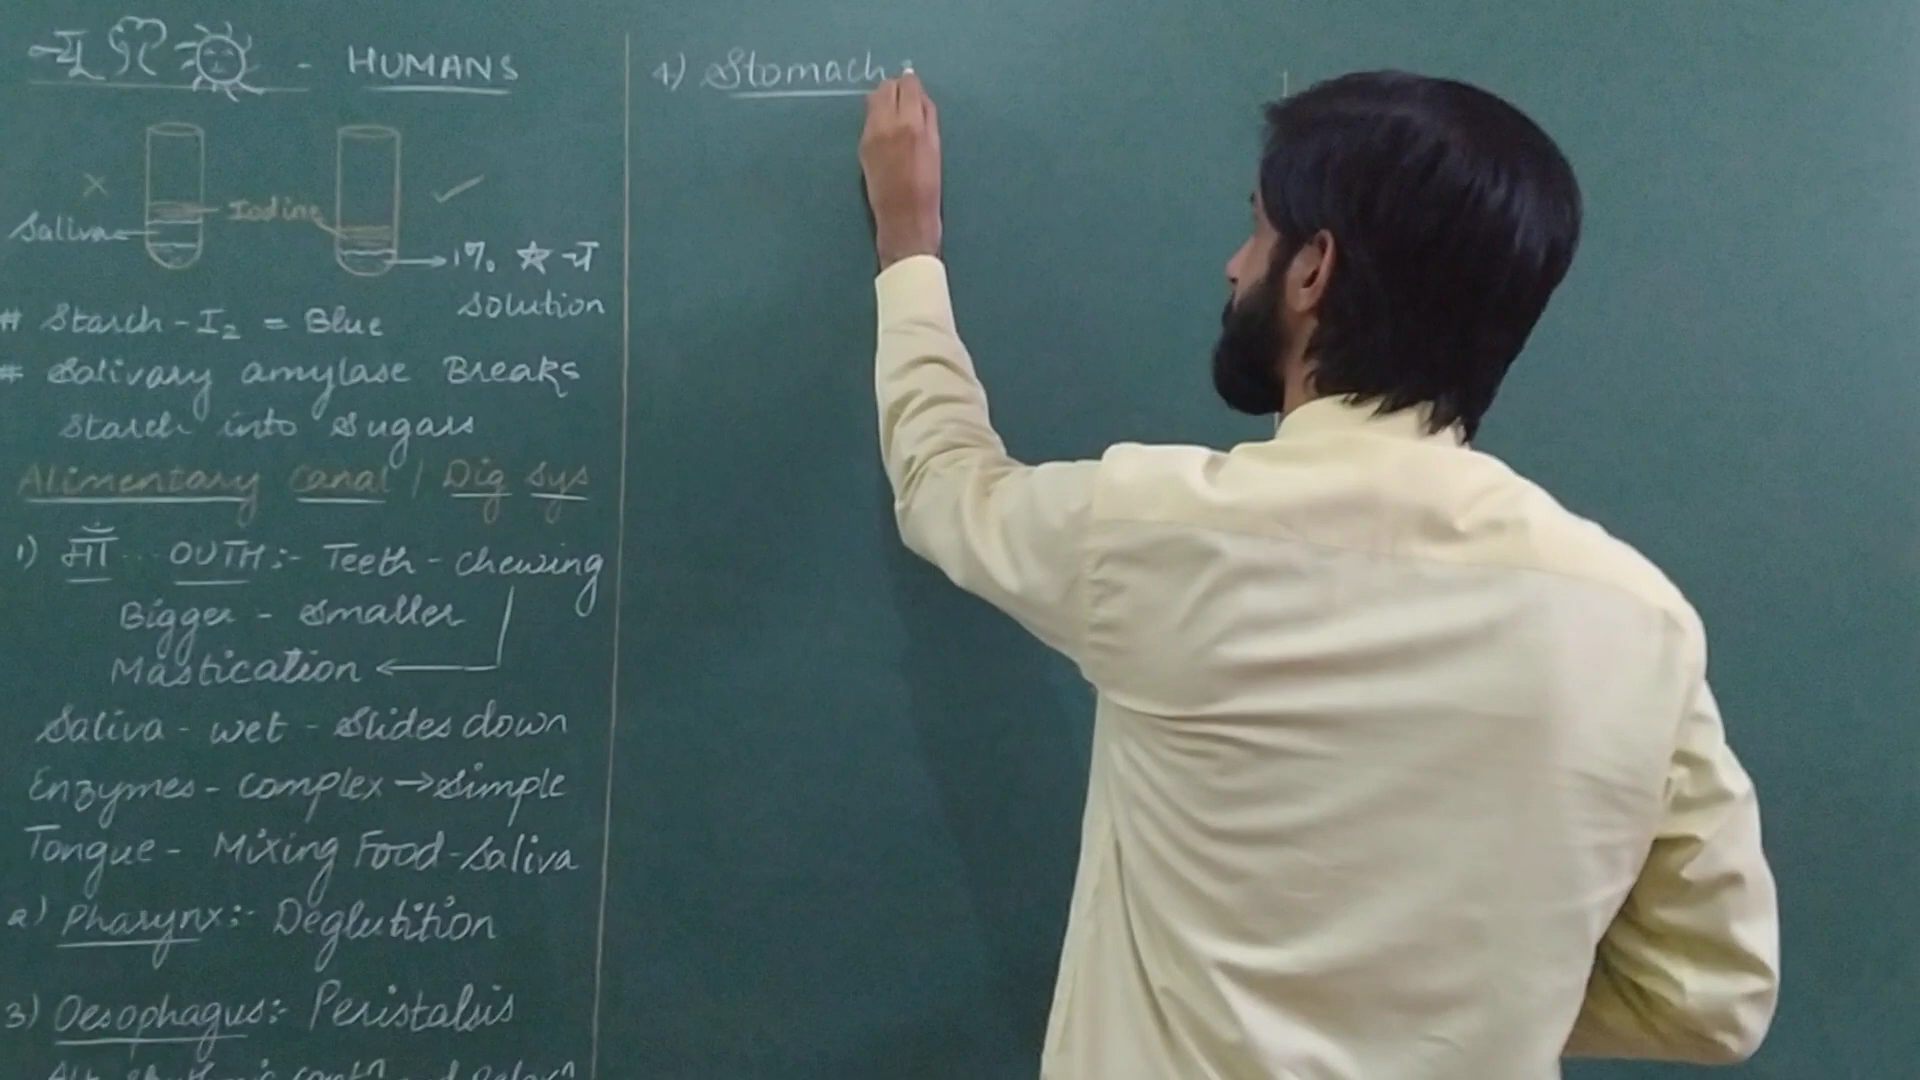 न्यू - HUMANS
Saliva Iodine
1% र्च
solution
# Starch - I2 = Blue
# Salivary amylase Breaks
Starch into Sugars
Alimentary Canal / Dig Sys
1) माँ OUTH:- Teeth - chewing
Bigger - Smaller
Mastication
Saliva - wet - Slides down
Enzymes - Complex → Simple
Tongue - Mixing Food - Saliva
2) Pharynx:- Deglutition
3) Oesophagus:- Peristalsis
4) Stomach: